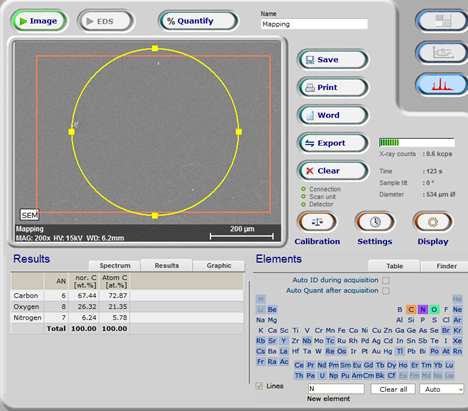 Image
EDS
% Quantify
Name
Mapping
Save
Print
Word
Export
Clear
Connection
Scan unit
Detector
X-ray counts : 0.6 kcps
Time : 123 s
Sample tilt : 0 °
Diameter : 534 µm Ø
SEM
Mapping
MAG: 200x HV: 15kV WD: 6.2mm
200 µm
Calibration
Settings
Display
Results
Spectrum
Results
Graphic
AN nor. C [wt.%] Atom C [at.%]
Carbon 6 67.44 72.87
Oxygen 8 26.32 21.35
Nitrogen 7 6.24 5.78
Total 100.00 100.00
Elements
Table
Finder
Auto ID during acquisition
Auto Quant after acquisition
H He
Li Be B C N O F Ne
Na Mg Al Si P S Cl Ar
K Ca Sc Ti V Cr Mn Fe Co Ni Cu Zn Ga Ge As Se Br Kr
Rb Sr Y Zr Nb Mo Tc Ru Rh Pd Ag Cd In Sn Sb Te I Xe
Cs Ba La Hf Ta W Re Os Ir Pt Au Hg Tl Pb Bi Po At Rn
Fr Ra Ac
Ce Pr Nd Pm Sm Eu Gd Tb Dy Ho Er Tm Yb Lu
Th Pa U Np Pu Am Cm Bk Cf Es Fm Md No Lw
Lines
N
Clear all
Auto
New element